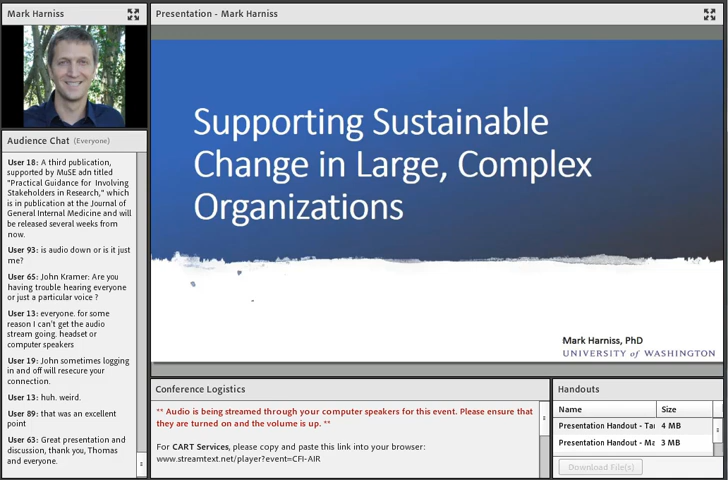 Mark Harniss
Presentation - Mark Harniss
Supporting Sustainable
Change in Large, Complex
Organizations
Mark Harniss, PhD
UNIVERSITY of WASHINGTON
Audience Chat (Everyone)
User 18: A third publication,
supported by MuSE adn titled
"Practical Guidance for Involving
Stakeholders in Research," which
is in publication at the Journal of
General Internal Medicine and will
be released several weeks from
now.
User 93: is audio down or is it just
me?
User 65: John Kramer: Are you
having trouble hearing everyone
or just a particular voice ?
User 13: everyone. for some
reason I can't get the audio
stream going. headset or
computer speakers
User 19: John sometimes logging
in and off will resecure your
connection.
User 13: huh. weird.
User 89: that was an excellent
point
User 63: Great presentation and
discussion, thank you, Thomas
and everyone.
Conference Logistics
** Audio is being streamed through your computer speakers for this event. Please ensure that
they are turned on and the volume is up. **
For CART Services, please copy and paste this link into your browser:
www.streamtext.net/player?event=CFI-AIR
Handouts
Name Size
Presentation Handout - Tai 4 MB
Presentation Handout - Ma 3 MB
Download File(s)